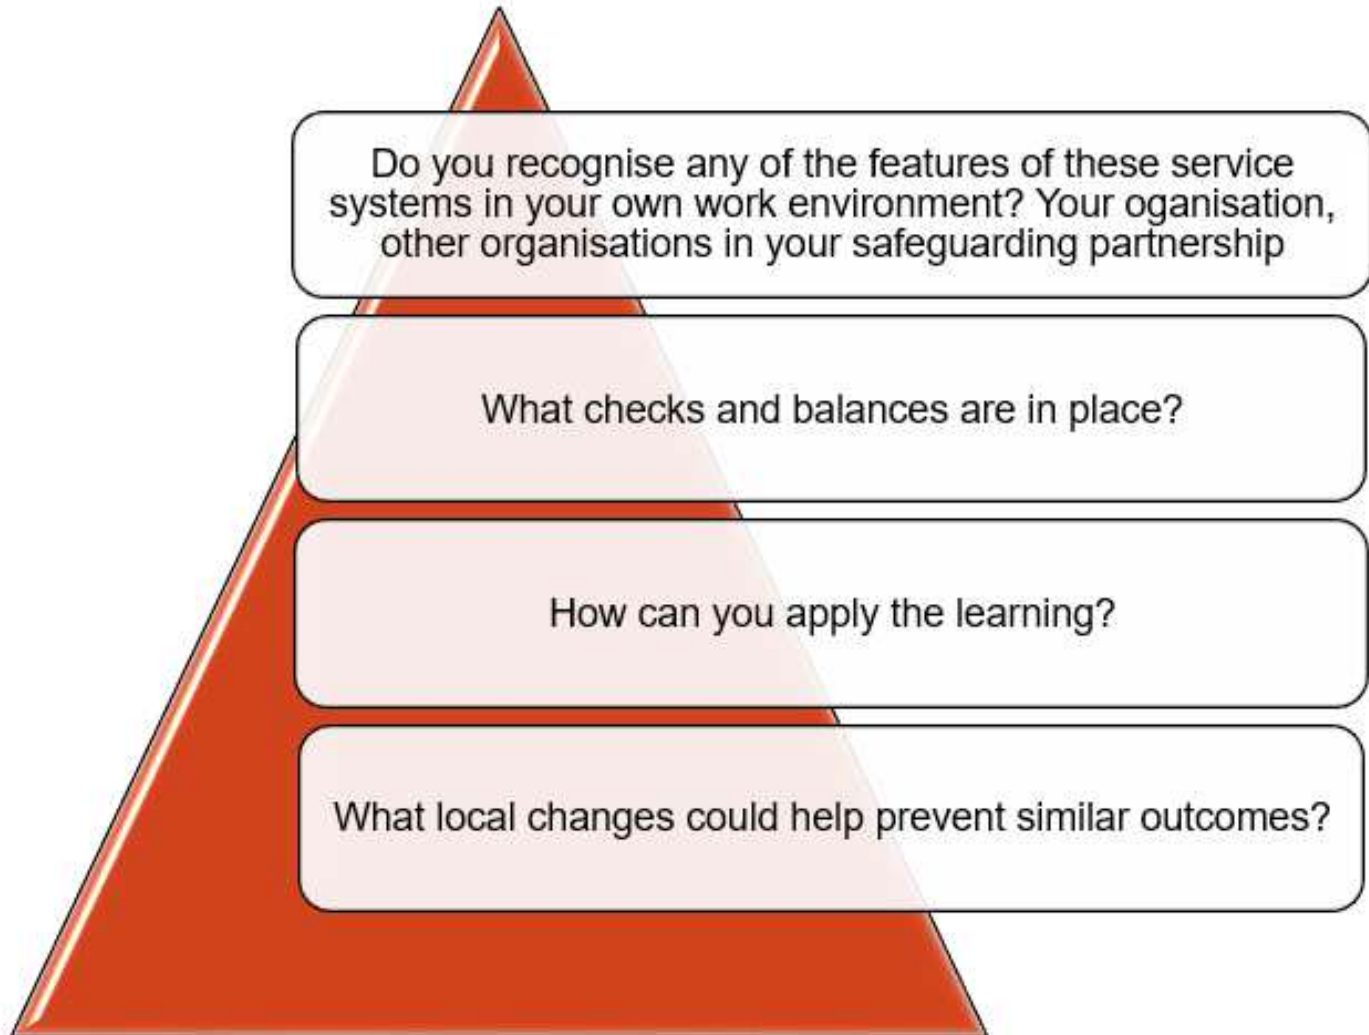 Do you recognise any of the features of these service
systems in your own work environment? Your oganisation,
other organisations in your safeguarding partnership
What checks and balances are in place?
How can you apply the learning?
What local changes could help prevent similar outcomes?